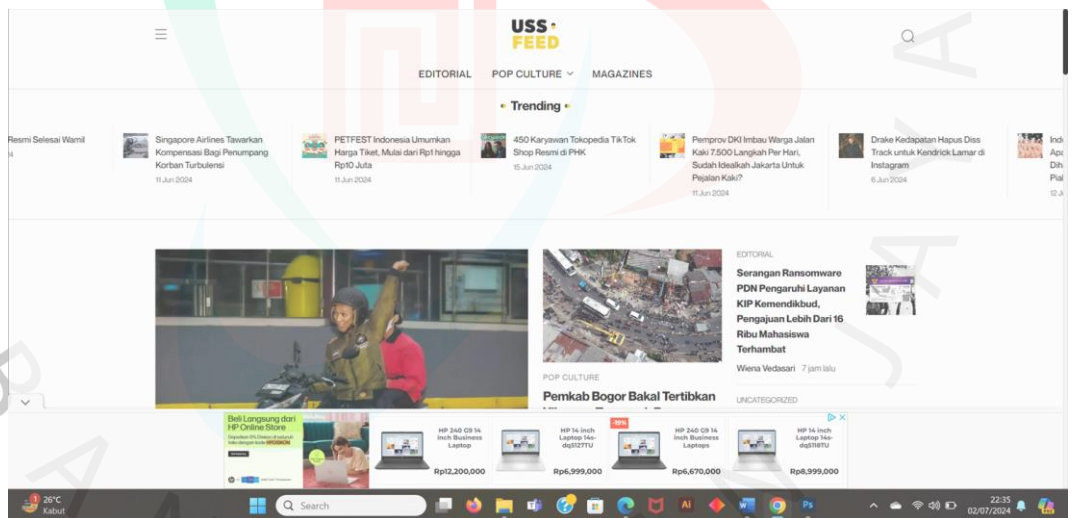 USS
FEED
EDITORIAL POP CULTURE MAGAZINES
Trending
Resmi Selesai Wamil
Singapore Airlines Tawarkan
Kompensasi Bagi Penumpang
Korban Turbulensi
11 Jun 2024
PETFEST Indonesia Umumkan
Harga Tiket, Mulai dari Rp1 hingga
Rp10 Juta
11 Jun 2024
450 Karyawan Tokopedia TikTok
Shop Resmi di PHK
15 Jun 2024
Pemprov DKI Imbau Warga Jalan
Kaki 7.500 Langkah Per Hari,
Sudah Idealkah Jakarta Untuk
Pejalan Kaki?
11 Jun 2024
Drake Kedapatan Hapus Diss
Track untuk Kendrick Lamar di
Instagram
6 Jun 2024
EDITORIAL
Serangan Ransomware
PDN Pengaruhi Layanan
KIP Kemendikbud,
Pengajuan Lebih Dari 16
Ribu Mahasiswa
Terhambat
Wiena Vedasari 7 jam lalu
POP CULTURE
Pemkab Bogor Bakal Tertibkan
UNCATEGORIZED
Beli Langsung dari
HP Online Store
HP 240 G9 14
inch Business
Laptop
Rp12,200,000
HP 14 inch
Laptop 14s-
dq5127TU
Rp6,999,000
-19%
HP 240 G9 14
inch Business
Laptops
Rp6,670,000
HP 14 inch
Laptop 14s-
dq5118TU
Rp8,999,000
1
26°C
Kabut
Search
22:35
02/07/2024